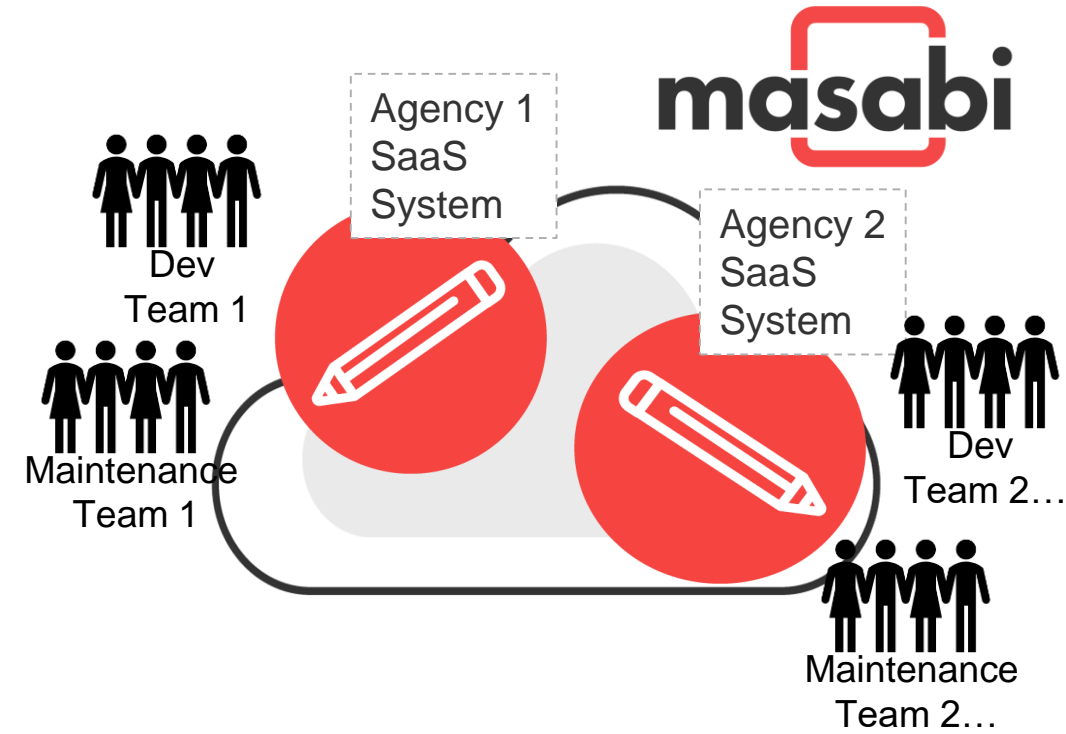 masabi
Agency 1
SaaS
System
Dev
Team 1
Agency 2
SaaS
System
Maintenance
Team 1
Dev
Team 2…
Maintenance
Team 2…